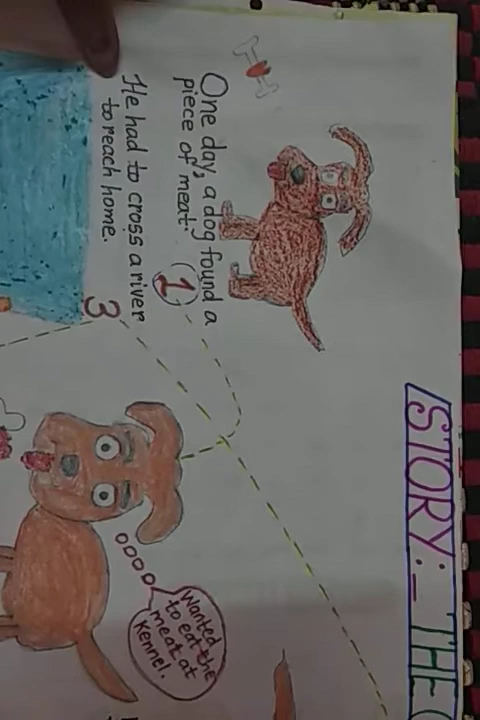 STORY:- THE
One day, a dog found a
piece of meat.
1
He had to cross a river
to reach home.
3
Wanted
to eat the
meat at
Kennel.